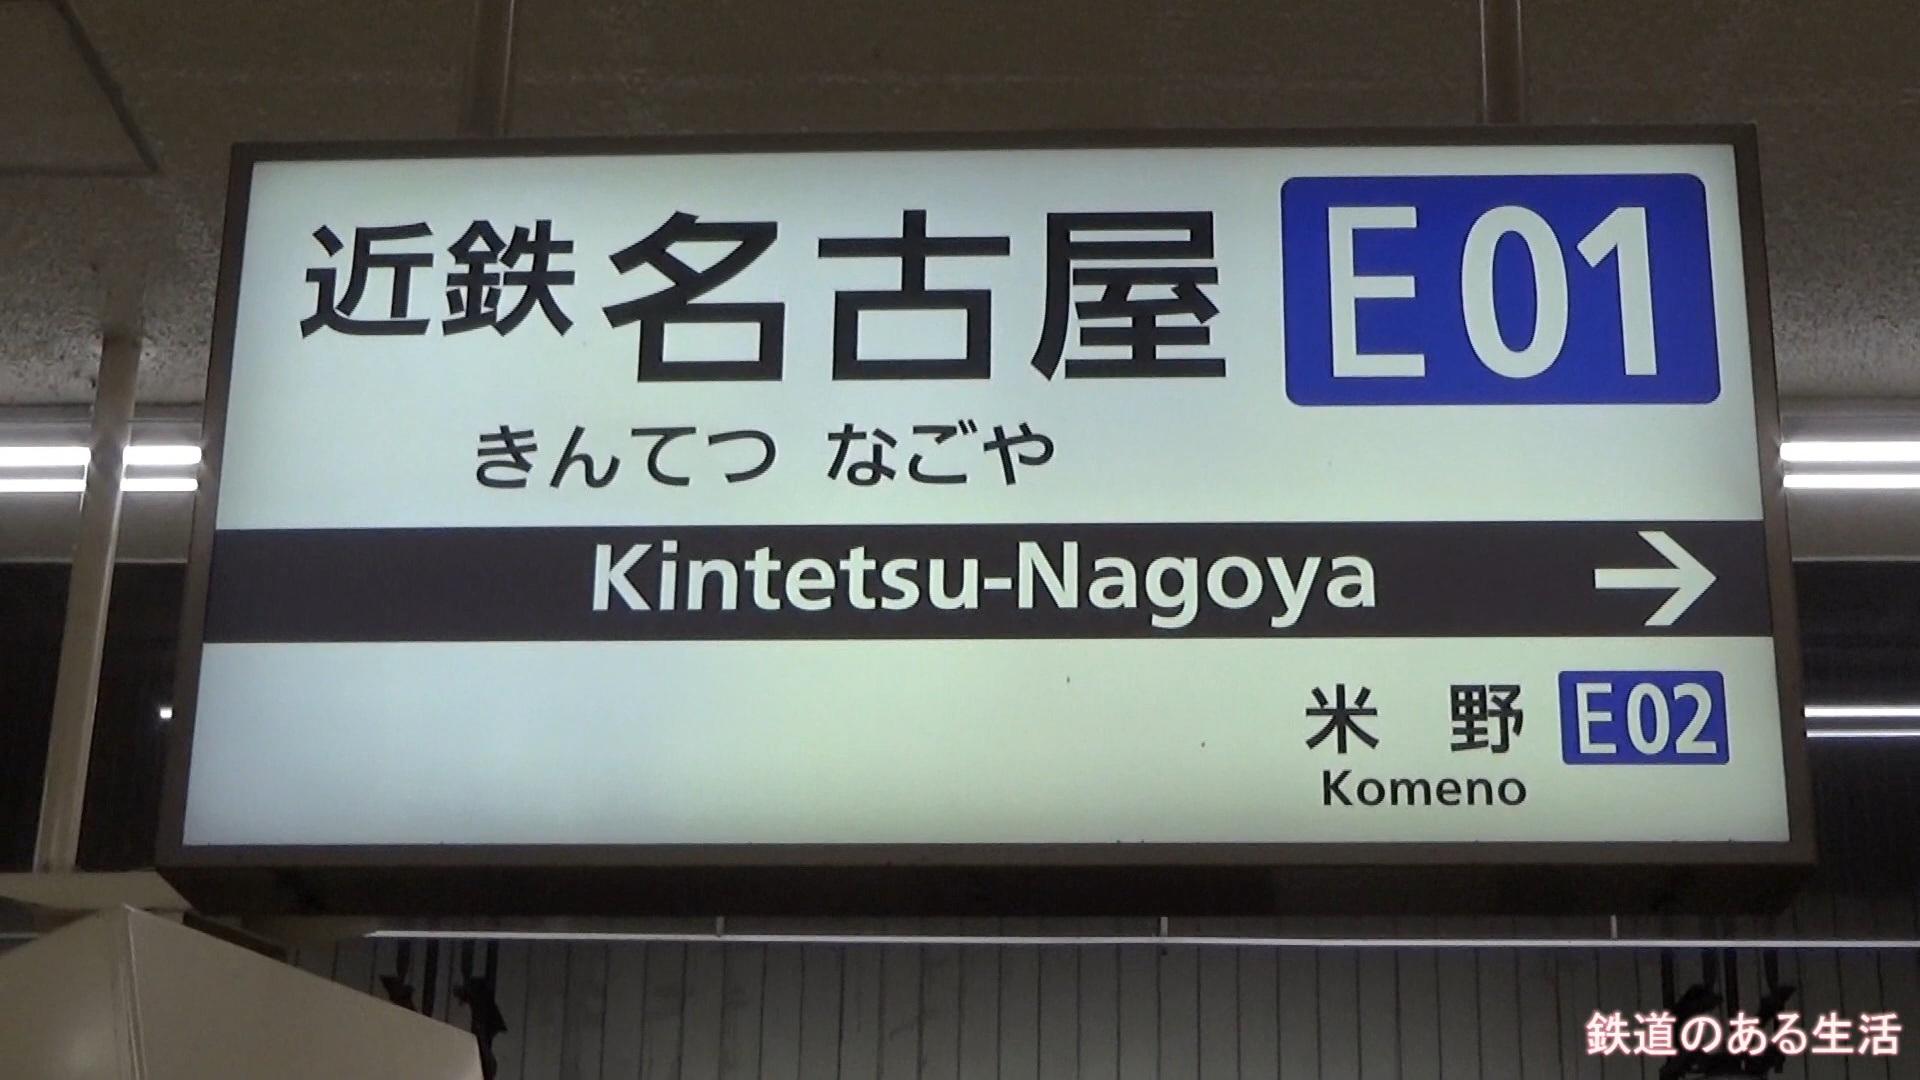 近鉄名古屋 E01
きんてつ なごや
Kintetsu-Nagoya →
米野 E02
Komeno
鉄道のある生活